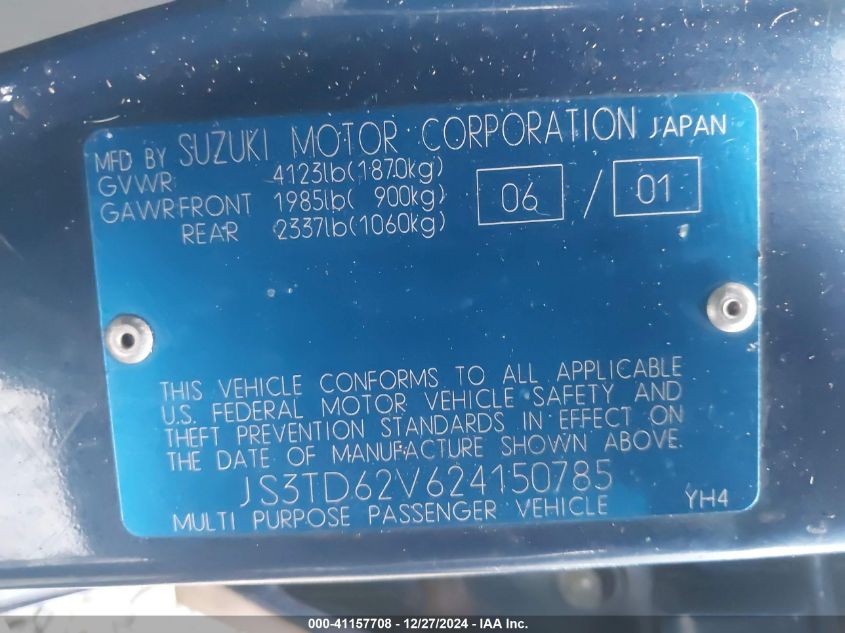 MFD BY SUZUKI MOTOR CORPORATION JAPAN
GVWR 4123lb(1870kg)
GAWR FRONT 1985lb( 900kg) 06 / 01
REAR 2337lb(1060kg)
THIS VEHICLE CONFORMS TO ALL APPLICABLE
U.S. FEDERAL MOTOR VEHICLE SAFETY AND
THEFT PREVENTION STANDARDS IN EFFECT ON
THE DATE OF MANUFACTURE SHOWN ABOVE.
JS3TD62V624150785
MULTI PURPOSE PASSENGER VEHICLE YH4
000-41157708 - 12/27/2024 - IAA Inc.